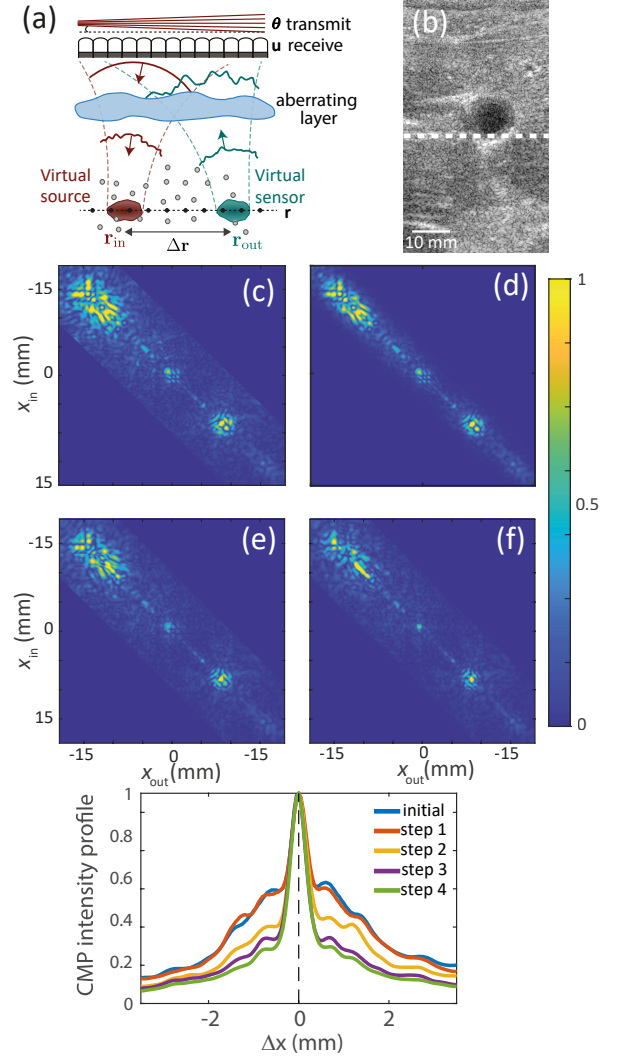 (a)
θ transmit
u receive
aberrating
layer
Virtual
source
Virtual
sensor
r
r_in
Δr
r_out
(b)
10 mm
(c)
(d)
-15
0
15
x_in (mm)
1
0.5
0
(e)
(f)
-15
0
15
x_in (mm)
-15
0
-15
x_out (mm)
-15
0
-15
x_out (mm)
CMP intensity profile
1
0.8
0.6
0.4
0.2
0
-2
0
2
Δx (mm)
initial
step 1
step 2
step 3
step 4